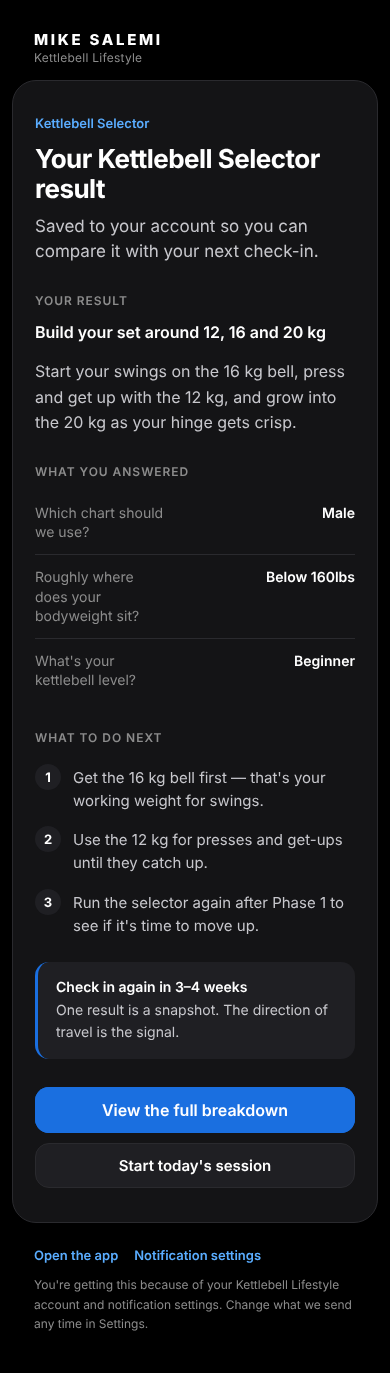 MIKE SALEMI
Kettlebell Lifestyle
Kettlebell Selector
Your Kettlebell Selector
result
Saved to your account so you can
compare it with your next check-in.
YOUR RESULT
Build your set around 12, 16 and 20 kg
Start your swings on the 16 kg bell, press
and get up with the 12 kg, and grow into
the 20 kg as your hinge gets crisp.
WHAT YOU ANSWERED
Which chart should
we use?
Male
Roughly where
does your
bodyweight sit?
Below 160lbs
What's your
kettlebell level?
Beginner
WHAT TO DO NEXT
1 Get the 16 kg bell first — that's your
working weight for swings.
2 Use the 12 kg for presses and get-ups
until they catch up.
3 Run the selector again after Phase 1 to
see if it's time to move up.
Check in again in 3–4 weeks
One result is a snapshot. The direction of
travel is the signal.
View the full breakdown
Start today's session
Open the app Notification settings
You're getting this because of your Kettlebell Lifestyle
account and notification settings. Change what we send
any time in Settings.